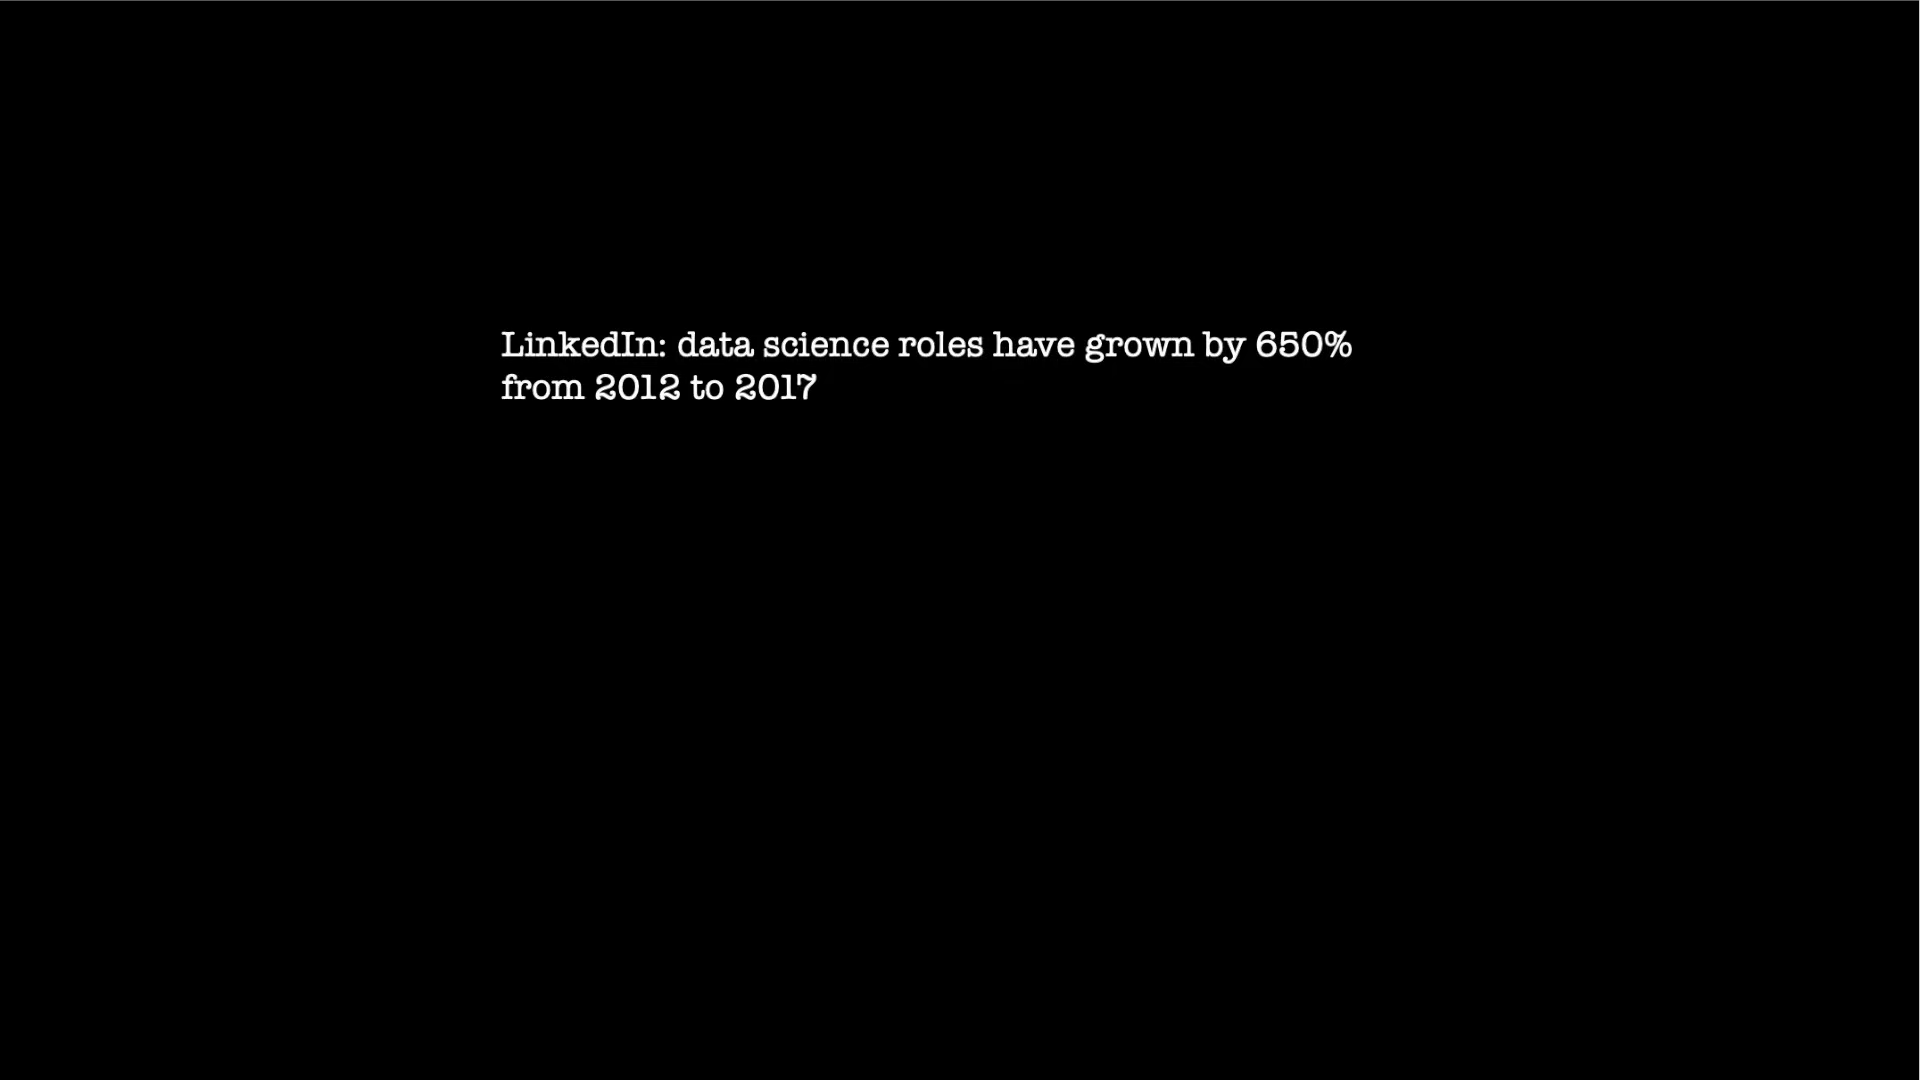 LinkedIn: data science roles have grown by 650%
from 2012 to 2017